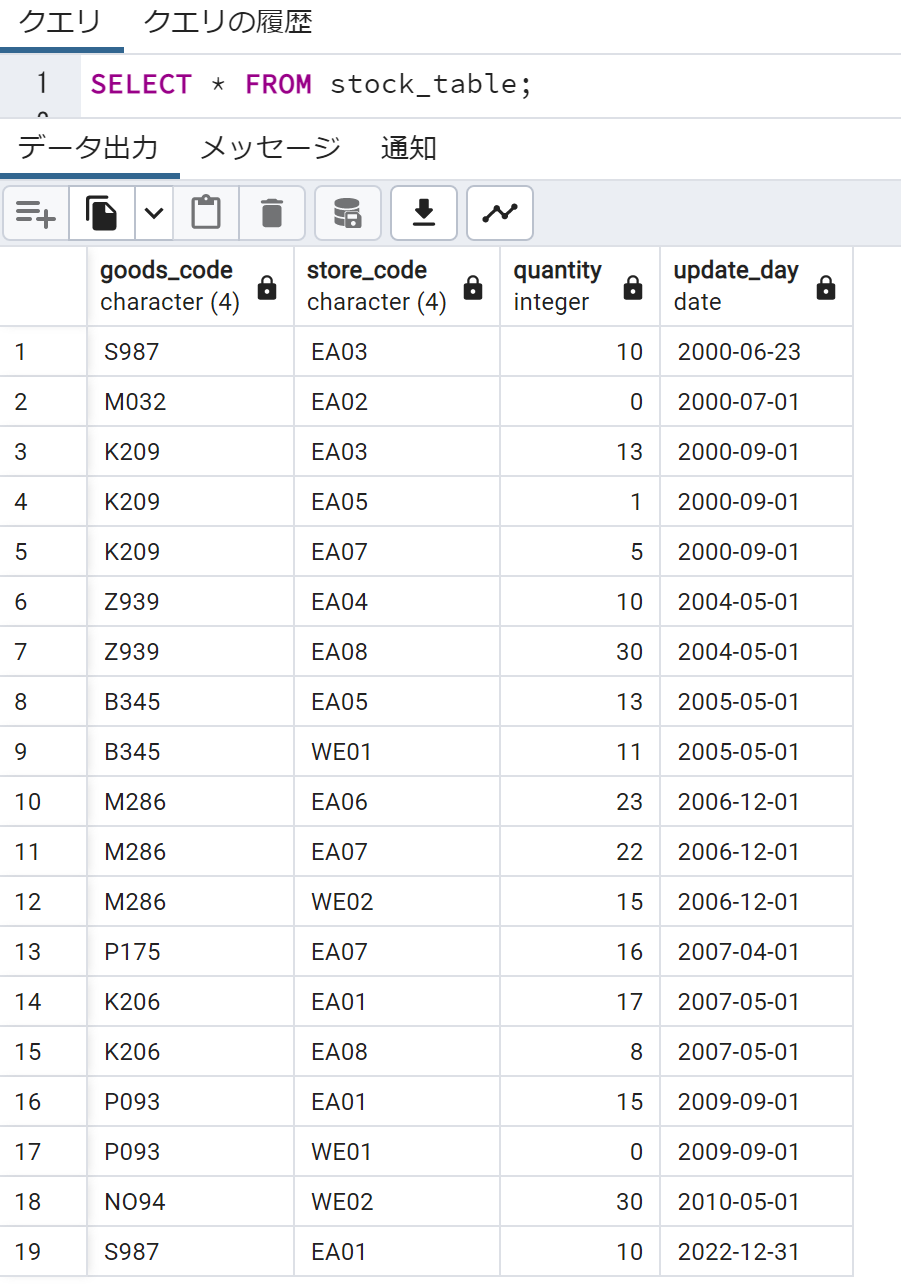 クエリ クエリの履歴
1 SELECT * FROM stock_table;
データ出力 メッセージ 通知
goods_code store_code quantity update_day
character (4) character (4) integer date
1 S987 EA03 10 2000-06-23
2 M032 EA02 0 2000-07-01
3 K209 EA03 13 2000-09-01
4 K209 EA05 1 2000-09-01
5 K209 EA07 5 2000-09-01
6 Z939 EA04 10 2004-05-01
7 Z939 EA08 30 2004-05-01
8 B345 EA05 13 2005-05-01
9 B345 WE01 11 2005-05-01
10 M286 EA06 23 2006-12-01
11 M286 EA07 22 2006-12-01
12 M286 WE02 15 2006-12-01
13 P175 EA07 16 2007-04-01
14 K206 EA01 17 2007-05-01
15 K206 EA08 8 2007-05-01
16 P093 EA01 15 2009-09-01
17 P093 WE01 0 2009-09-01
18 NO94 WE02 30 2010-05-01
19 S987 EA01 10 2022-12-31